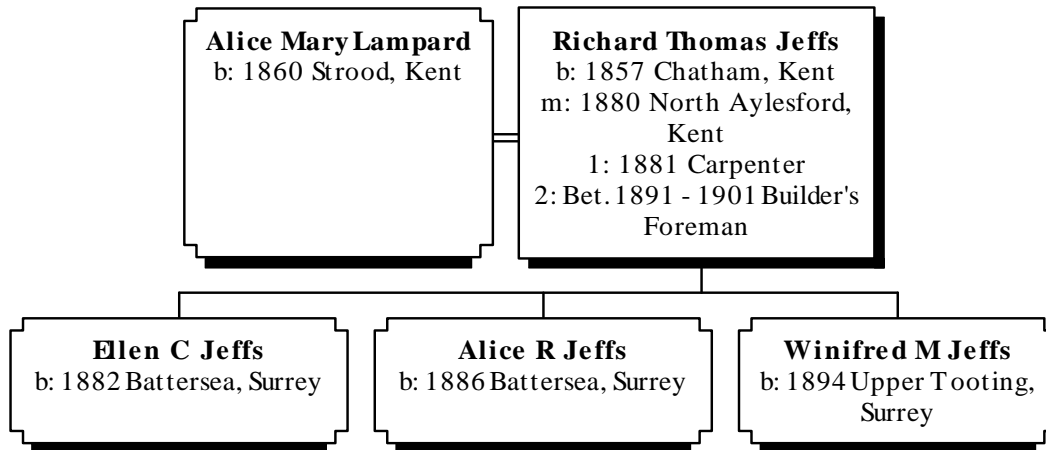 Alice Mary Lampard
b: 1860 Strood, Kent
Richard Thomas Jeffs
b: 1857 Chatham, Kent
m: 1880 North Aylesford,
Kent
1: 1881 Carpenter
2: Bet. 1891 - 1901 Builder's
Foreman
Ellen C Jeffs
b: 1882 Battersea, Surrey
Alice R Jeffs
b: 1886 Battersea, Surrey
Winifred M Jeffs
b: 1894 Upper Tooting,
Surrey